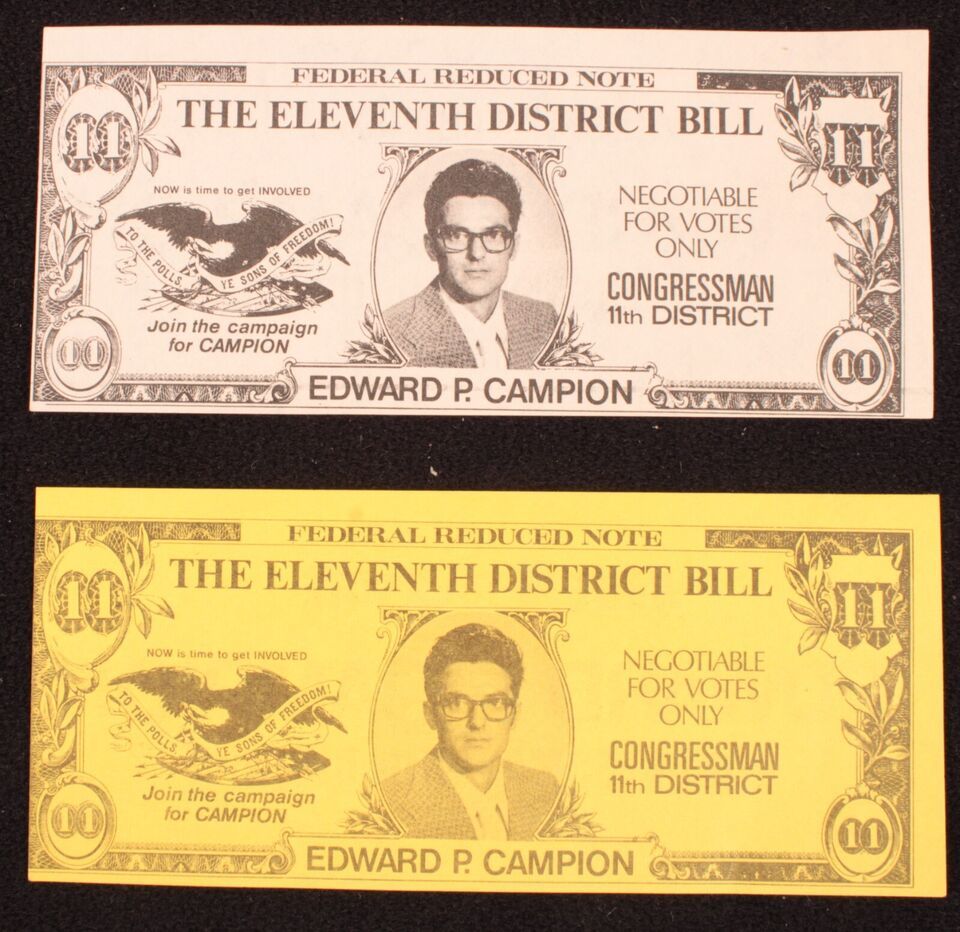 FEDERAL REDUCED NOTE
THE ELEVENTH DISTRICT BILL
11
11
NOW is time to get INVOLVED
TO THE POLLS
YE SONS OF FREEDOM!
Join the campaign
for CAMPION
NEGOTIABLE
FOR VOTES
ONLY
CONGRESSMAN
11th DISTRICT
11
11
EDWARD P. CAMPION
FEDERAL REDUCED NOTE
THE ELEVENTH DISTRICT BILL
11
11
NOW is time to get INVOLVED
TO THE POLLS
YE SONS OF FREEDOM!
Join the campaign
for CAMPION
NEGOTIABLE
FOR VOTES
ONLY
CONGRESSMAN
11th DISTRICT
11
11
EDWARD P. CAMPION